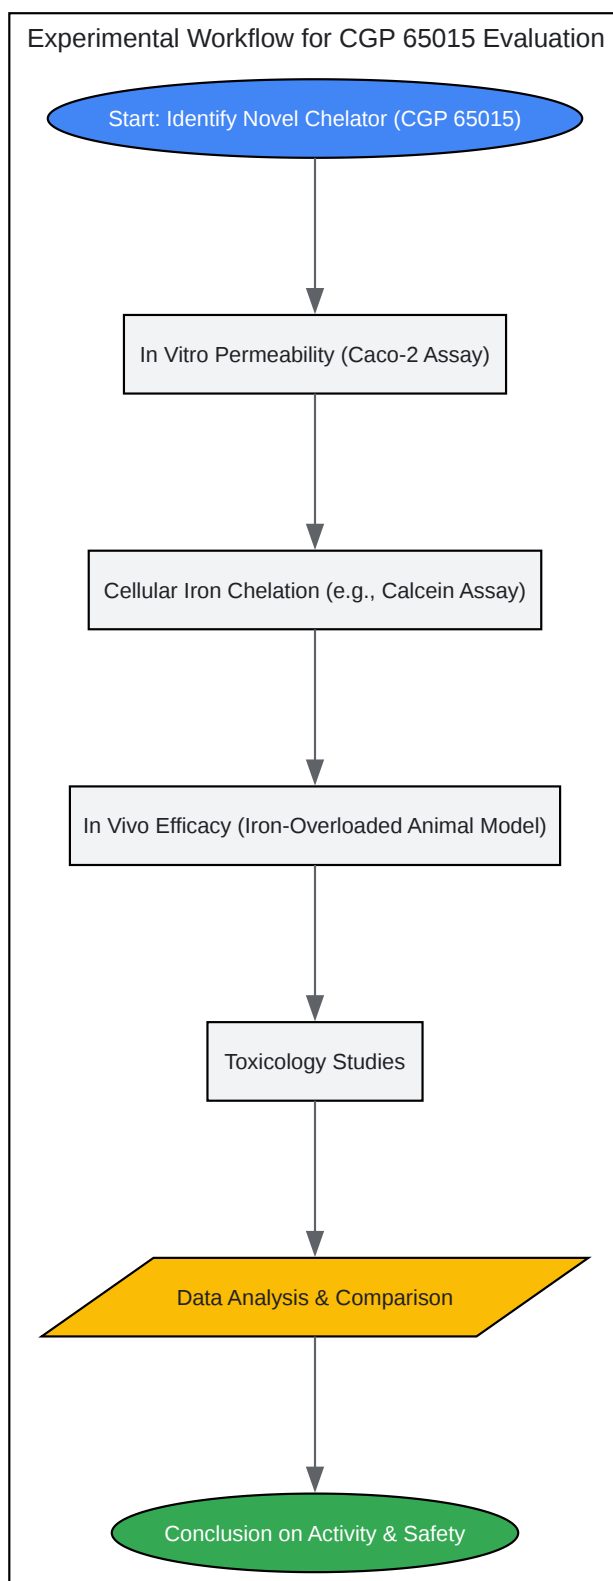 Experimental Workflow for CGP 65015 Evaluation
Start: Identify Novel Chelator (CGP 65015)
In Vitro Permeability (Caco-2 Assay)
Cellular Iron Chelation (e.g., Calcein Assay)
In Vivo Efficacy (Iron-Overloaded Animal Model)
Toxicology Studies
Data Analysis & Comparison
Conclusion on Activity & Safety